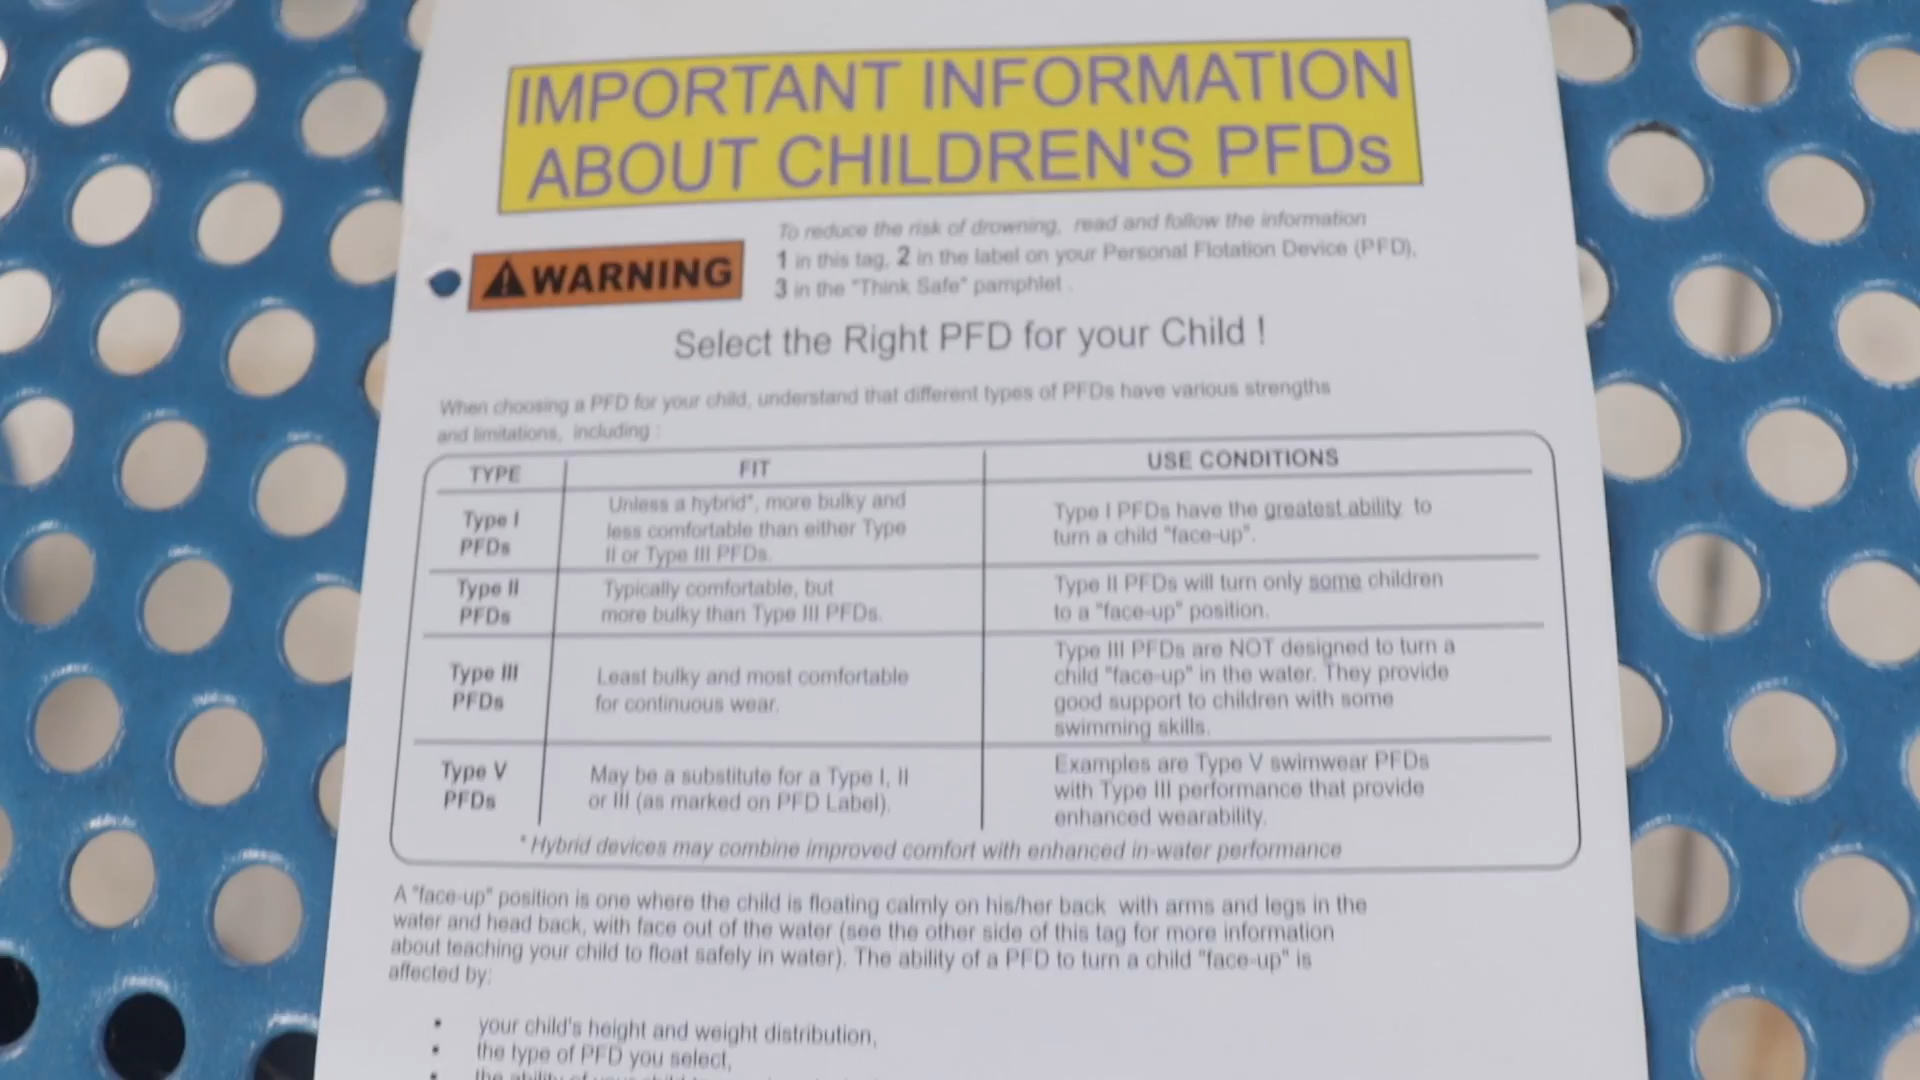 IMPORTANT INFORMATION
ABOUT CHILDREN'S PFDs
To reduce the risk of drowning, read and follow the information
WARNING
1 in this tag, 2 in the label on your Personal Flotation Device (PFD),
3 in the "Think Safe" pamphlet .
Select the Right PFD for your Child !
When choosing a PFD for your child, understand that different types of PFDs have various strengths
and limitations, including :
TYPE FIT USE CONDITIONS
Type I
PFDs
Unless a hybrid*, more bulky and
less comfortable than either Type
II or Type III PFDs.
Type I PFDs have the greatest ability to
turn a child "face-up".
Type II
PFDs
Typically comfortable, but
more bulky than Type III PFDs.
Type II PFDs will turn only some children
to a "face-up" position.
Type III
PFDs
Least bulky and most comfortable
for continuous wear.
Type III PFDs are NOT designed to turn a
child "face-up" in the water. They provide
good support to children with some
swimming skills.
Type V
PFDs
May be a substitute for a Type I, II
or III (as marked on PFD Label).
Examples are Type V swimwear PFDs
with Type III performance that provide
enhanced wearability.
* Hybrid devices may combine improved comfort with enhanced in-water performance
A "face-up" position is one where the child is floating calmly on his/her back with arms and legs in the
water and head back, with face out of the water (see the other side of this tag for more information
about teaching your child to float safely in water). The ability of a PFD to turn a child "face-up" is
affected by:
• your child's height and weight distribution,
• the type of PFD you select,